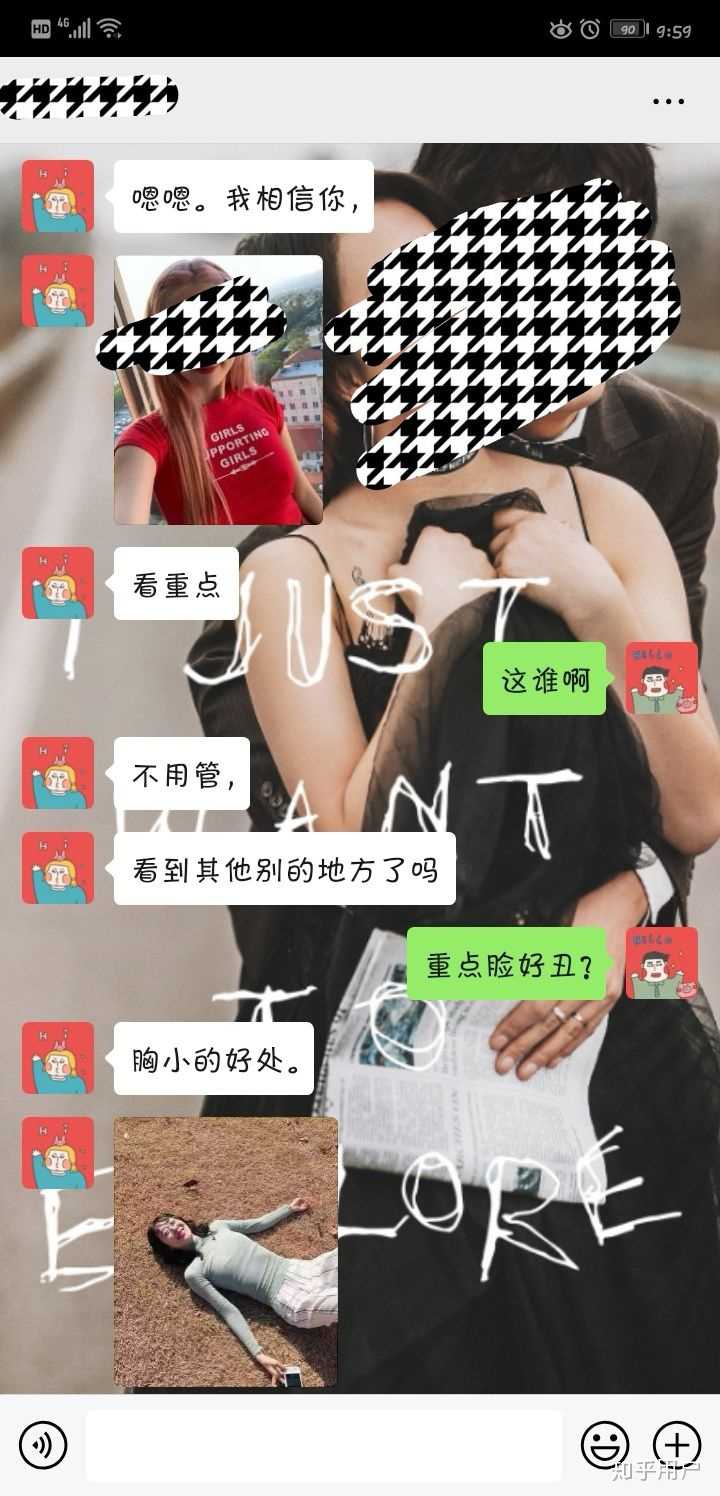 HD 4G 90 9:59
嗯嗯。我相信你，
GIRLS
PPORTING
GIRLS
看重点
I JUST
这谁啊
不用管，
WANT
看到其他别的地方了吗
重点脸好丑？
TO
胸小的好处。
LORE
知乎用户